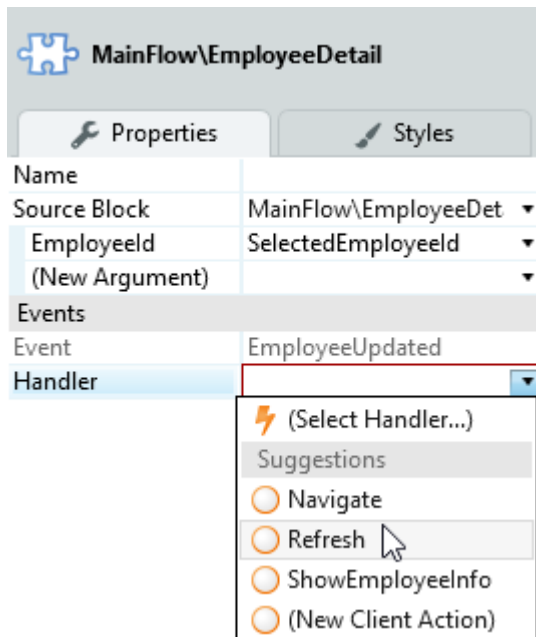 MainFlow\EmployeeDetail
Properties Styles
Name
Source Block MainFlow\EmployeeDet
EmployeeId SelectedEmployeeId
(New Argument)
Events
Event EmployeeUpdated
Handler
(Select Handler...)
Suggestions
Navigate
Refresh
ShowEmployeeInfo
(New Client Action)